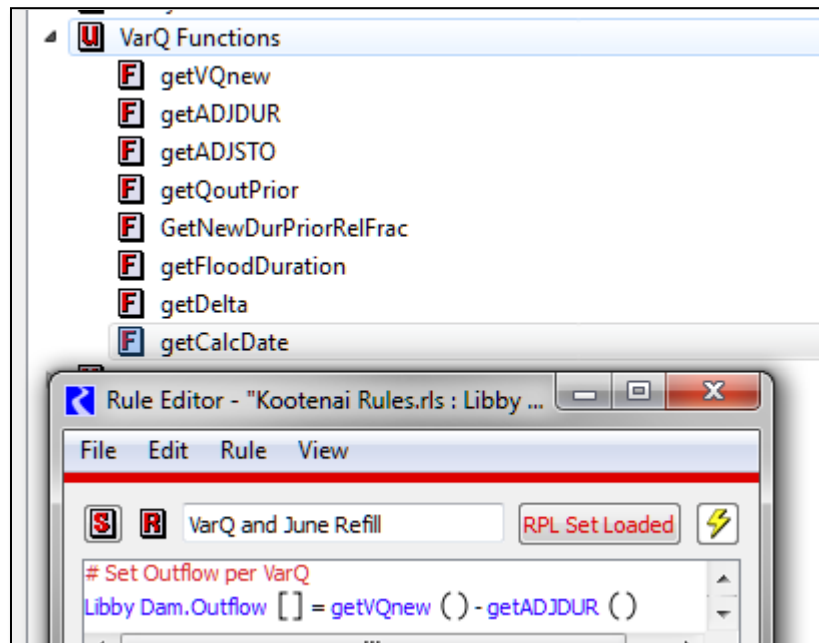 U VarQ Functions
F getVQnew
F getADJDUR
F getADJSTO
F getQoutPrior
F GetNewDurPriorRelFrac
F getFloodDuration
F getDelta
F getCalcDate
Rule Editor - "Kootenai Rules.rls : Libby ...
File Edit Rule View
S R VarQ and June Refill RPL Set Loaded
# Set Outflow per VarQ
Libby Dam.Outflow [] = getVQnew () - getADJDUR ()